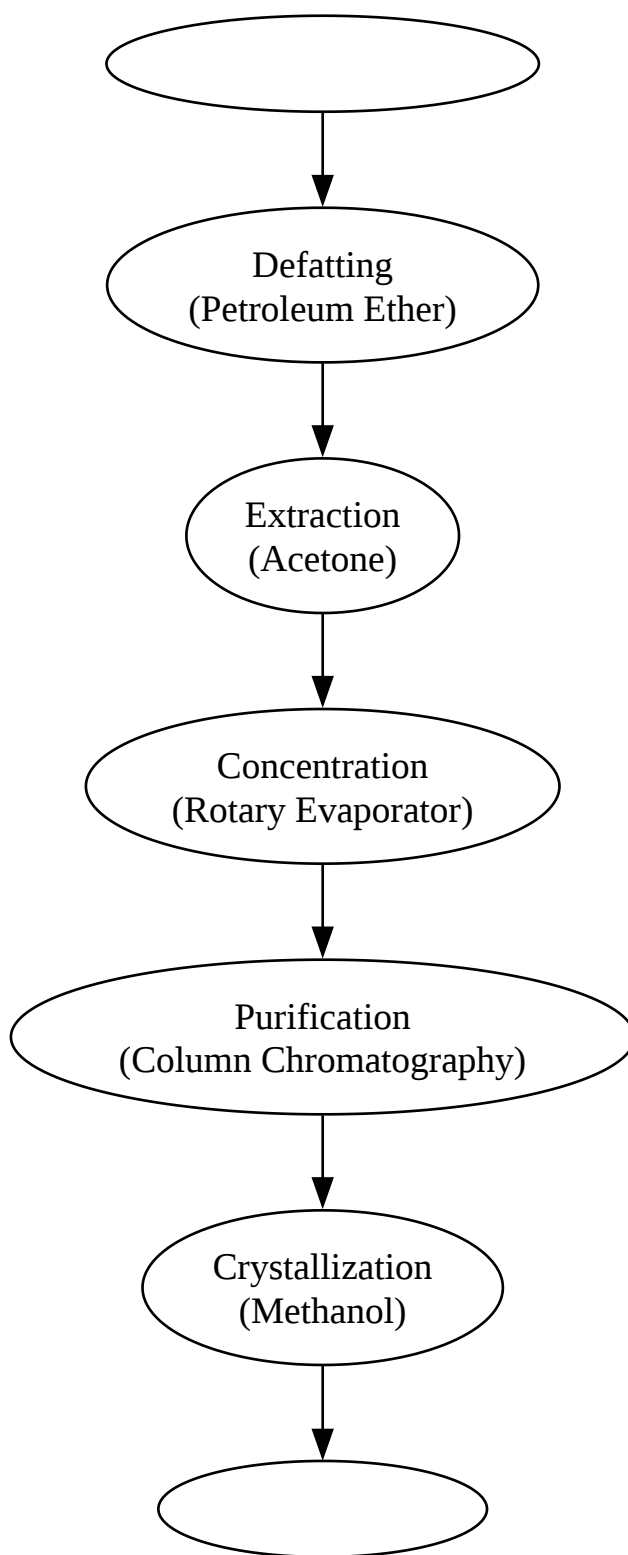 Defatting
(Petroleum Ether)
Extraction
(Acetone)
Concentration
(Rotary Evaporator)
Purification
(Column Chromatography)
Crystallization
(Methanol)